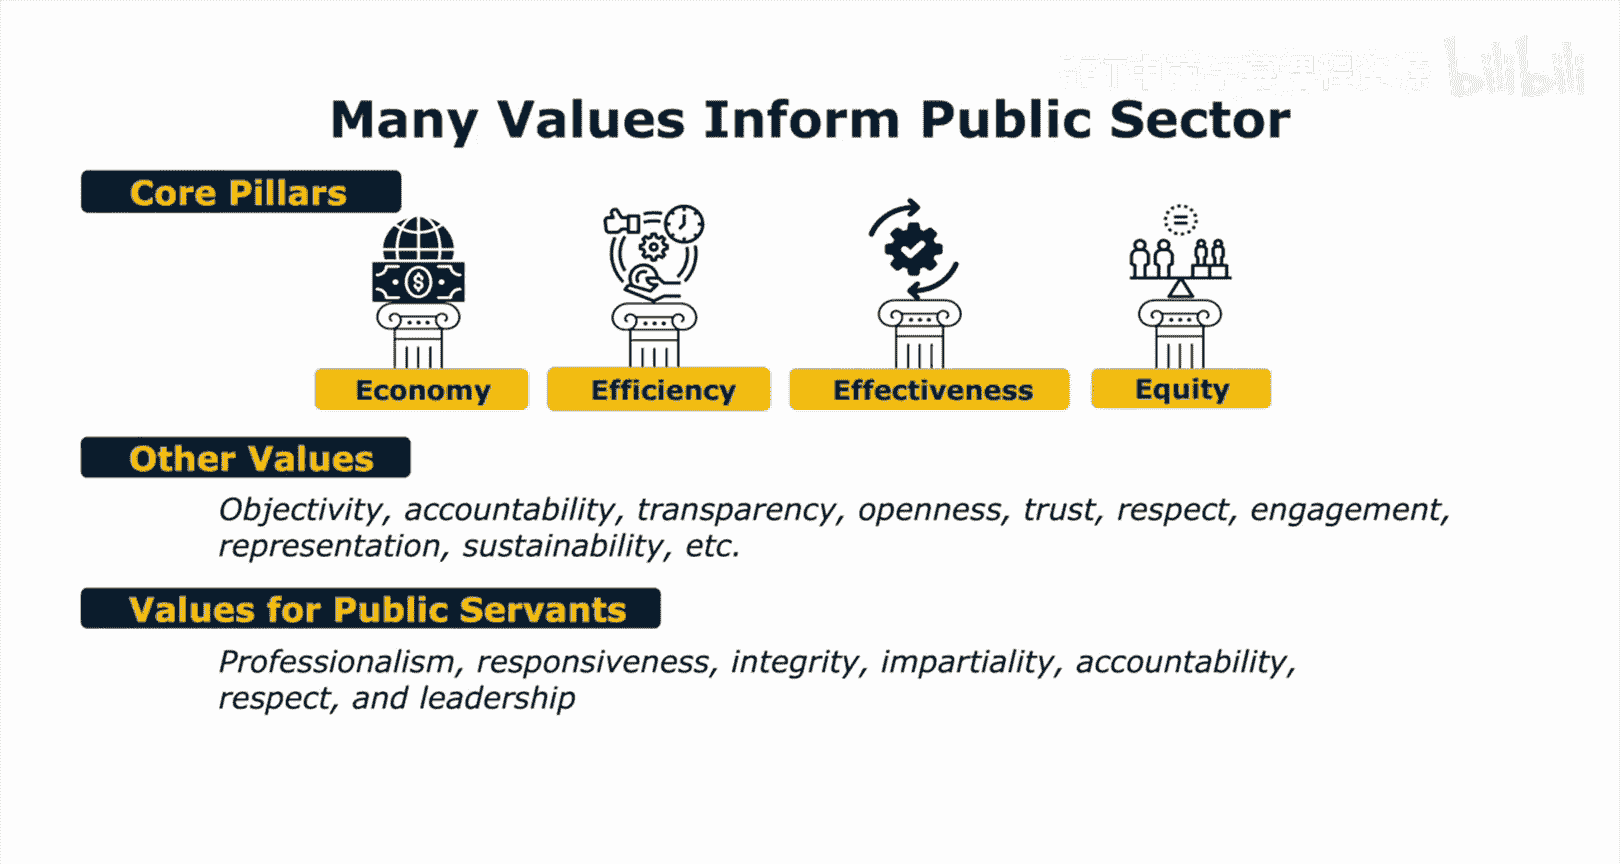 bilibili
Many Values Inform Public Sector
Core Pillars
Economy
Efficiency
Effectiveness
Equity
Other Values
Objectivity, accountability, transparency, openness, trust, respect, engagement,
representation, sustainability, etc.
Values for Public Servants
Professionalism, responsiveness, integrity, impartiality, accountability,
respect, and leadership